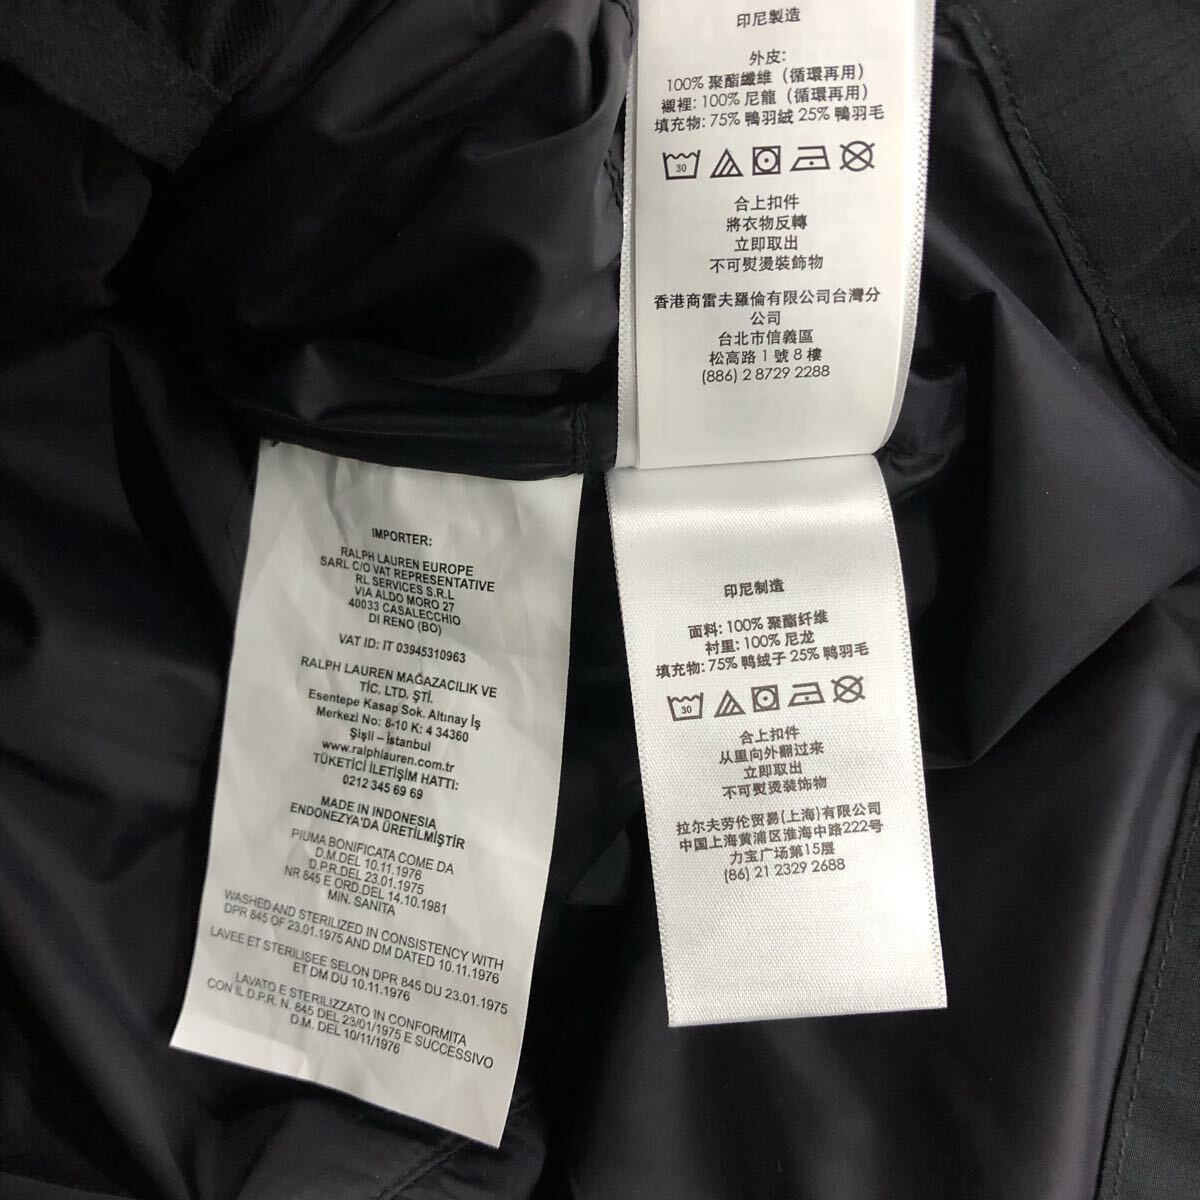 印尼製造
外皮:
100% 聚酯纖維（循環再用）
襯裡: 100% 尼龍（循環再用）
填充物: 75% 鴨羽絨 25% 鴨羽毛
30
合上扣件
將衣物反轉
立即取出
不可熨燙裝飾物
香港商雷夫羅倫有限公司台灣分
公司
台北市信義區
松高路 1 號 8 樓
(886) 2 8729 2288
IMPORTER:
RALPH LAUREN EUROPE
SARL C/O VAT REPRESENTATIVE
RL SERVICES S.R.L
VIA ALDO MORO 27
40033 CASALECCHIO
DI RENO (BO)
VAT ID: IT 03945310963
RALPH LAUREN MAĞAZACILIK VE
TİC. LTD. ŞTİ.
Esentepe Kasap Sok. Altınay İş
Merkezi No: 8-10 K: 4 34360
Şişli – İstanbul
www.ralphlauren.com.tr
TÜKETİCİ İLETİŞİM HATTI:
0212 345 69 69
MADE IN INDONESIA
ENDONEZYA'DA ÜRETİLMİŞTİR
PIUMA BONIFICATA COME DA
D.M.DEL 10.11.1976
D.P.R.DEL 23.01.1975
NR 845 E ORD.DEL 14.10.1981
MIN. SANITA
WASHED AND STERILIZED IN CONSISTENCY WITH
DPR 845 OF 23.01.1975 AND DM DATED 10.11.1976
LAVEE ET STERILISEE SELON DPR 845 DU 23.01.1975
ET DM DU 10.11.1976
LAVATO E STERILIZZATO IN CONFORMITA
CON IL D.P.R. N. 845 DEL 23/01/1975 E SUCCESSIVO
D.M. DEL 10/11/1976
印尼制造
面料: 100% 聚酯纤维
衬里: 100% 尼龙
填充物: 75% 鸭绒子 25% 鸭羽毛
30
合上扣件
从里向外翻过来
立即取出
不可熨烫装饰物
拉尔夫劳伦贸易(上海)有限公司
中国上海黄浦区淮海中路222号
力宝广场第15层
(86) 21 2329 2688